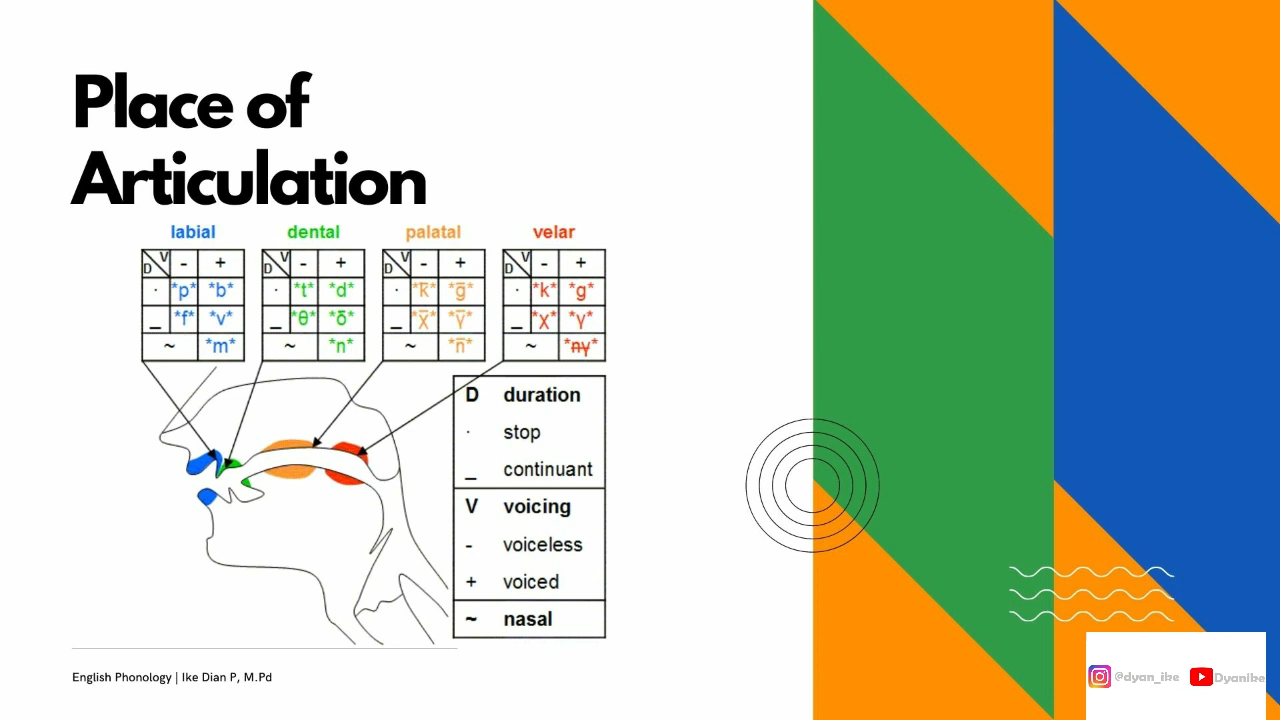 Place of
Articulation
labial dental palatal velar
V D - + V D - + V D - + V D - +
· *p* *b* · *t* *d* · *k̅* *g̅* · *k* *g*
_ *f* *v* _ *θ* *δ* _ *χ̅* *γ̅* _ *χ* *γ*
~ *m* ~ *n* ~ *n̅* ~
D duration
· stop
_ continuant
V voicing
- voiceless
+ voiced
~ nasal
English Phonology | Ike Dian P, M.Pd
@dyan_ike DyanIke